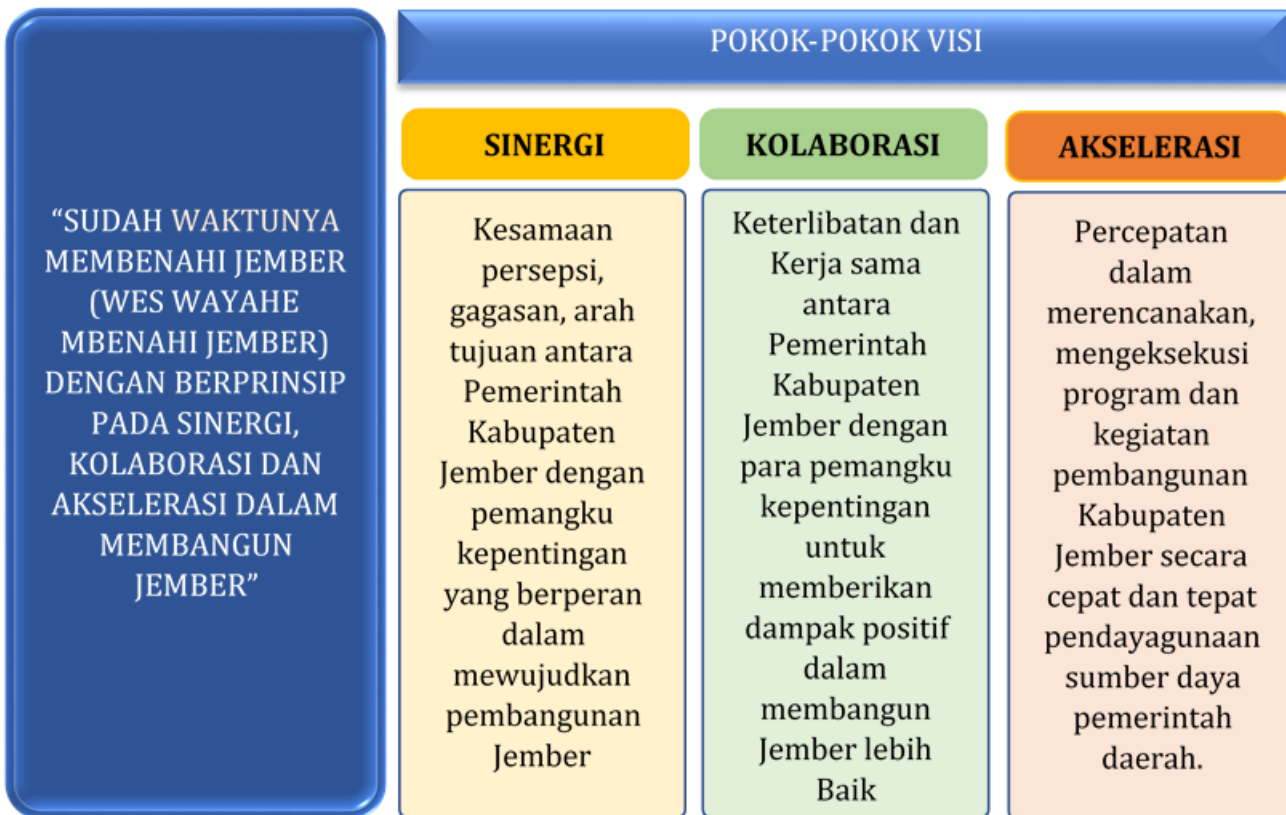 “SUDAH WAKTUNYA
MEMBENAHI JEMBER
(WES WAYAHE
MBENAHI JEMBER)
DENGAN BERPRINSIP
PADA SINERGI,
KOLABORASI DAN
AKSELERASI DALAM
MEMBANGUN
JEMBER”
POKOK-POKOK VISI
SINERGI
Kesamaan
persepsi,
gagasan, arah
tujuan antara
Pemerintah
Kabupaten
Jember dengan
pemangku
kepentingan
yang berperan
dalam
mewujudkan
pembangunan
Jember
KOLABORASI
Keterlibatan dan
Kerja sama
antara
Pemerintah
Kabupaten
Jember dengan
para pemangku
kepentingan
untuk
memberikan
dampak positif
dalam
membangun
Jember lebih
Baik
AKSELERASI
Percepatan
dalam
merencanakan,
mengeksekusi
program dan
kegiatan
pembangunan
Kabupaten
Jember secara
cepat dan tepat
pendayagunaan
sumber daya
pemerintah
daerah.